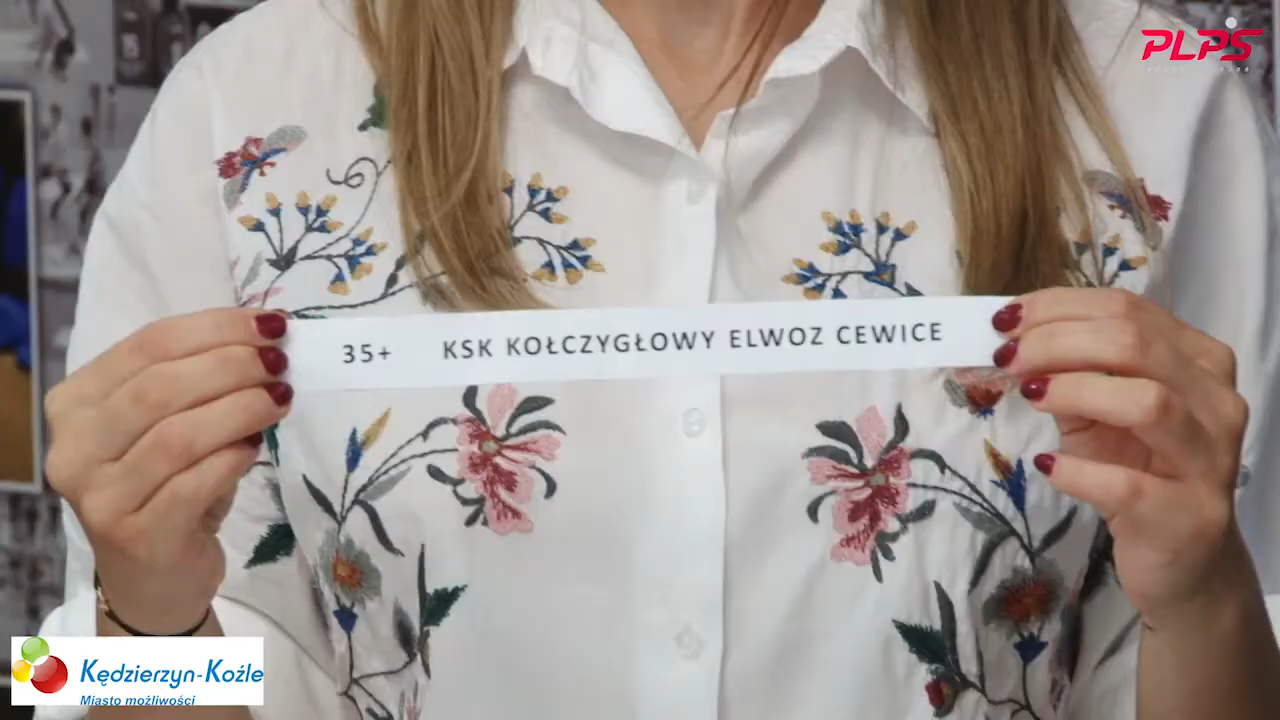 PLPS
35+ KSK KOŁCZYGŁOWY ELWOZ CEWICE
Kędzierzyn-Koźle
Miasto możliwości